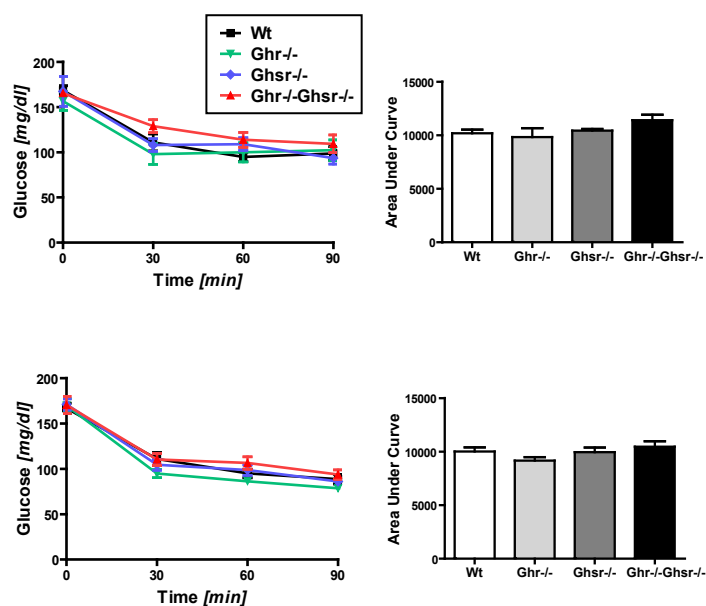 Wt
Ghr-/-
Ghsr-/-
Ghr-/-Ghsr-/-
200
150
100
50
0
Glucose [mg/dl]
0 30 60 90
Time [min]
15000
10000
5000
0
Area Under Curve
Wt Ghr-/- Ghsr-/- Ghr-/-Ghsr-/-
200
150
100
50
0
Glucose [mg/dl]
0 30 60 90
Time [min]
15000
10000
5000
0
Area Under Curve
Wt Ghr-/- Ghsr-/- Ghr-/-Ghsr-/-